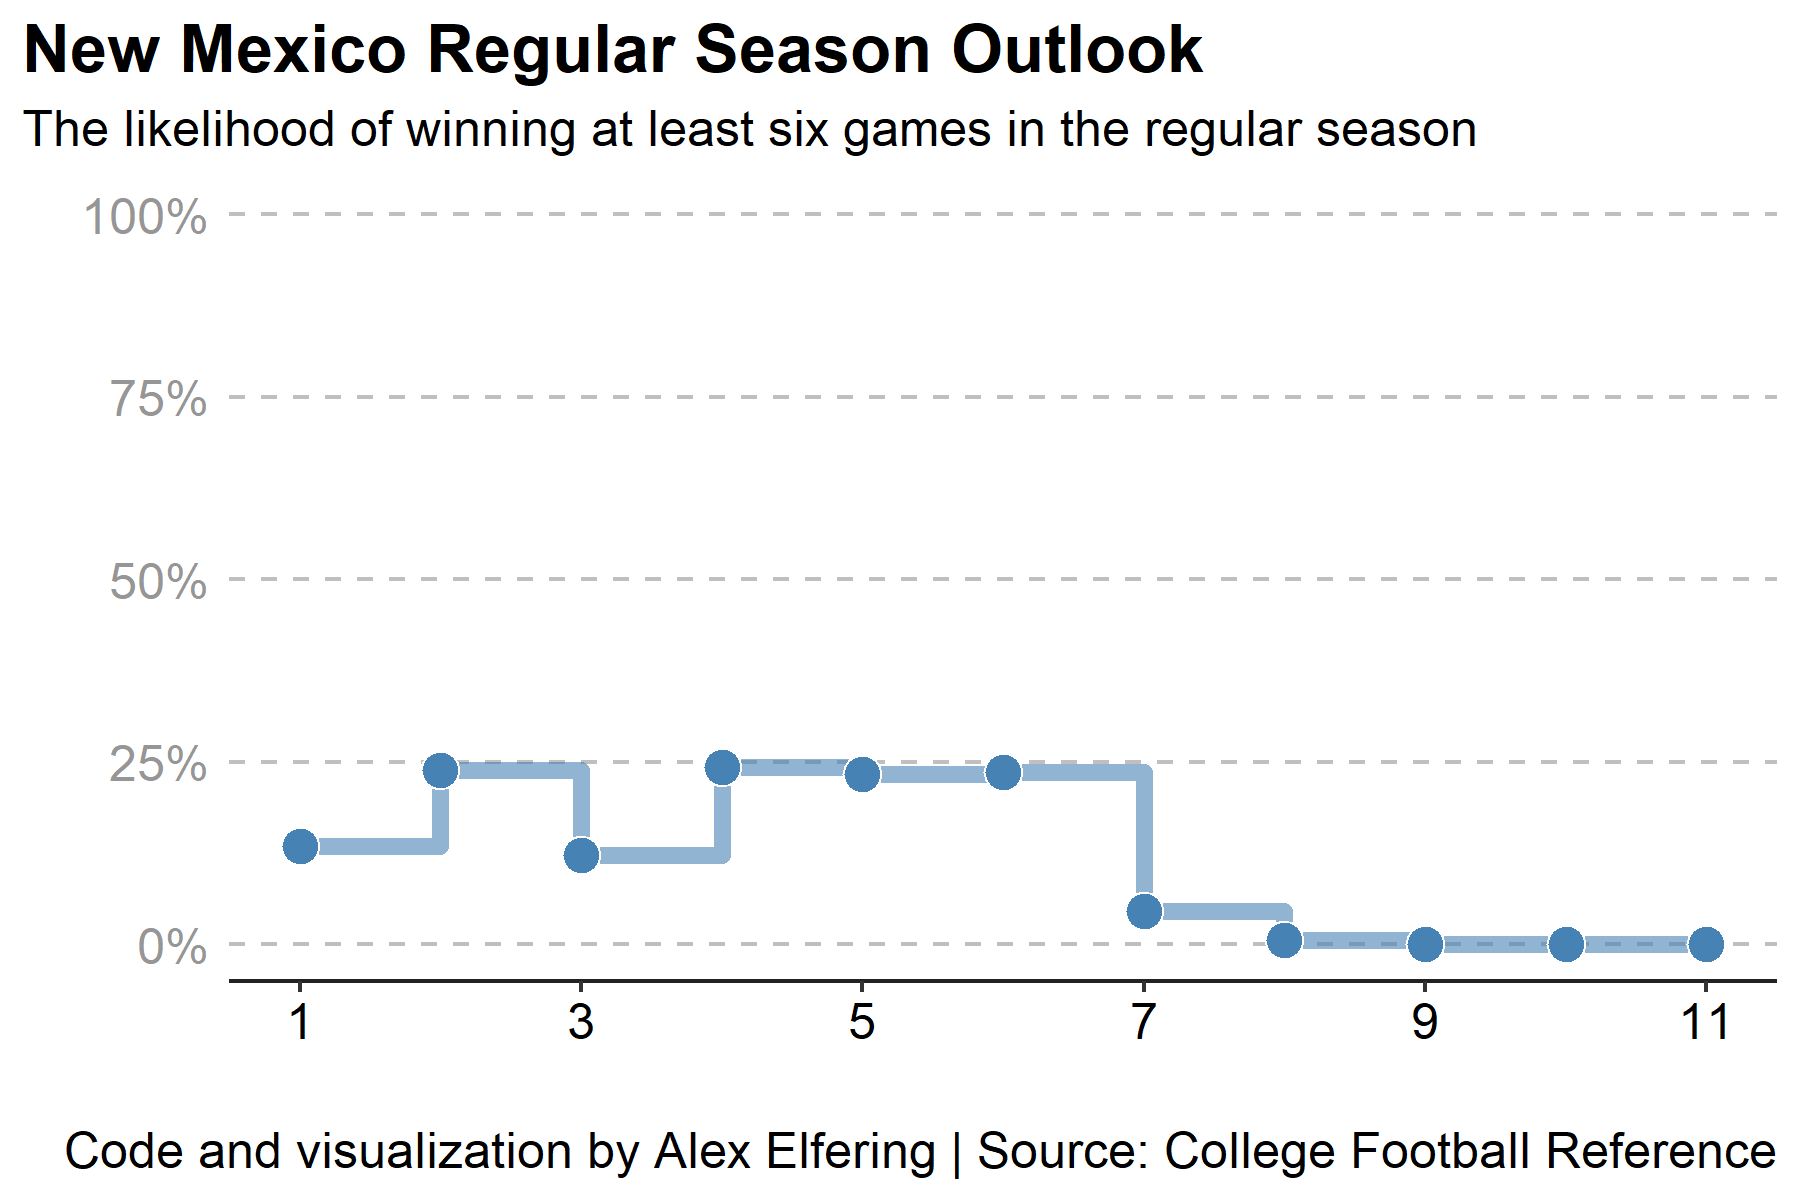 New Mexico Regular Season Outlook
The likelihood of winning at least six games in the regular season
100%
75%
50%
25%
0%
1 3 5 7 9 11
Code and visualization by Alex Elfering | Source: College Football Reference